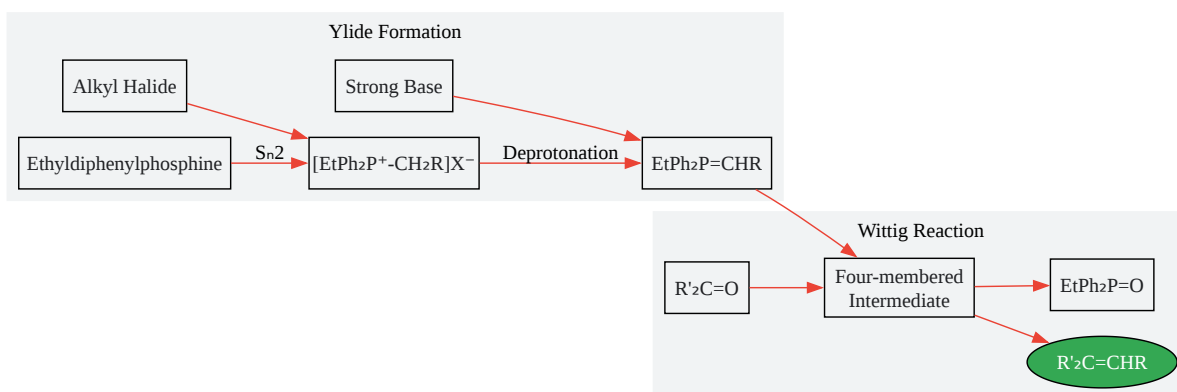 Ylide Formation
Alkyl Halide
Strong Base
Ethyldiphenylphosphine
Sₙ2
[EtPh₂P⁺-CH₂R]X⁻
Deprotonation
EtPh₂P=CHR
Wittig Reaction
R'₂C=O
Four-membered
Intermediate
EtPh₂P=O
R'₂C=CHR